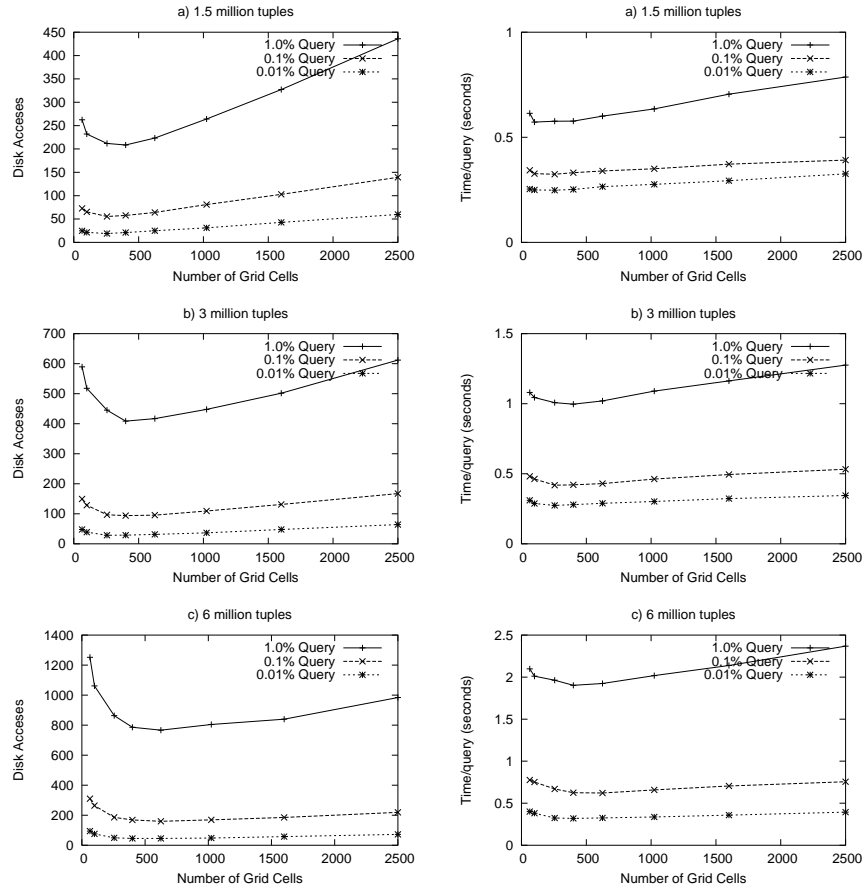 a) 1.5 million tuples
450
400
350
300
250
200
150
100
50
0
Disk Acceses
1.0% Query
0.1% Query
0.01% Query
0 500 1000 1500 2000 2500
Number of Grid Cells
a) 1.5 million tuples
1
0.5
0
Time/query (seconds)
1.0% Query
0.1% Query
0.01% Query
0 500 1000 1500 2000 2500
Number of Grid Cells
b) 3 million tuples
700
600
500
400
300
200
100
0
Disk Acceses
1.0% Query
0.1% Query
0.01% Query
0 500 1000 1500 2000 2500
Number of Grid Cells
b) 3 million tuples
1.5
1
0.5
0
Time/query (seconds)
1.0% Query
0.1% Query
0.01% Query
0 500 1000 1500 2000 2500
Number of Grid Cells
c) 6 million tuples
1400
1200
1000
800
600
400
200
0
Disk Acceses
1.0% Query
0.1% Query
0.01% Query
0 500 1000 1500 2000 2500
Number of Grid Cells
c) 6 million tuples
2.5
2
1.5
1
0.5
0
Time/query (seconds)
1.0% Query
0.1% Query
0.01% Query
0 500 1000 1500 2000 2500
Number of Grid Cells